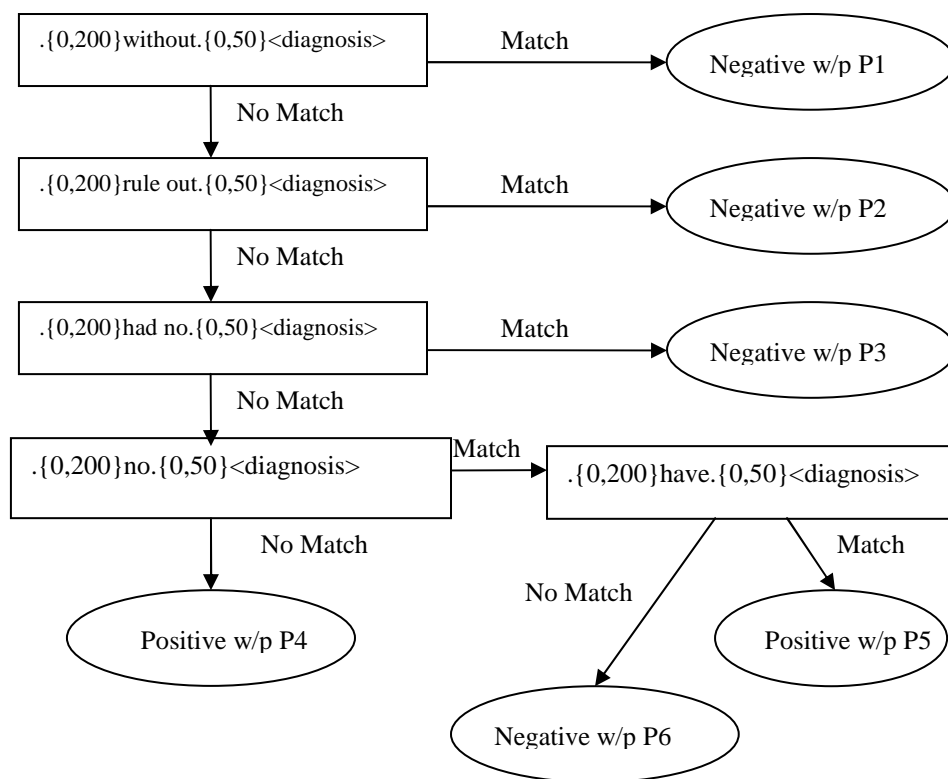 .{0,200}without.{0,50}<diagnosis>
Match
Negative w/p P1
No Match
.{0,200}rule out.{0,50}<diagnosis>
Match
Negative w/p P2
No Match
.{0,200}had no.{0,50}<diagnosis>
Match
Negative w/p P3
No Match
.{0,200}no.{0,50}<diagnosis>
Match
.{0,200}have.{0,50}<diagnosis>
No Match
Match
No Match
Positive w/p P4
Positive w/p P5
Negative w/p P6